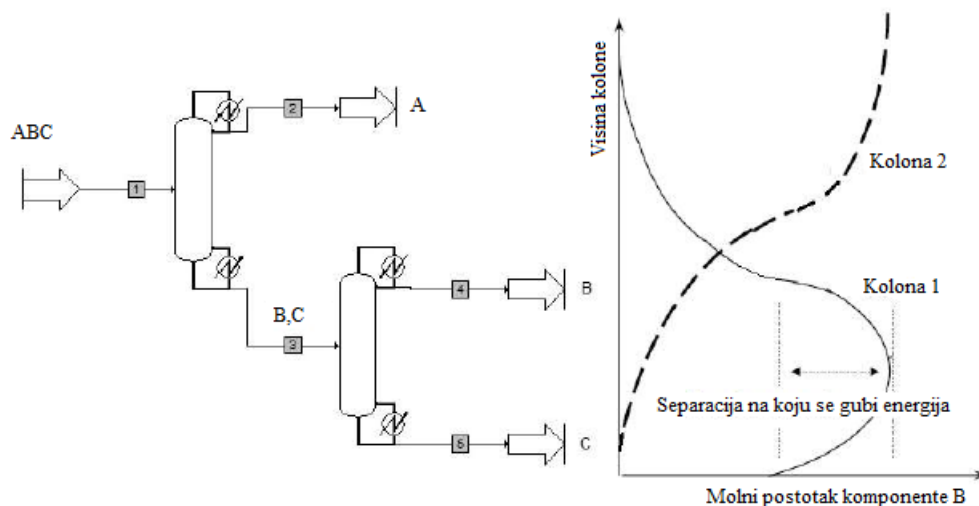 ABC
1
2
A
B,C
3
4
B
5
C
Visina kolone
Kolona 2
Kolona 1
Separacija na koju se gubi energija
Molni postotak komponente B